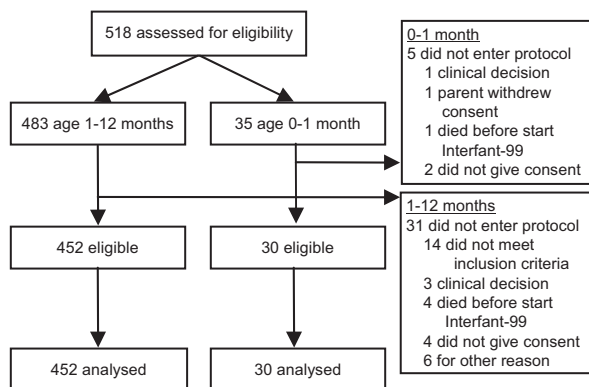 518 assessed for eligibility
483 age 1-12 months
35 age 0-1 month
0-1 month
5 did not enter protocol
1 clinical decision
1 parent withdrew
consent
1 died before start
Interfant-99
2 did not give consent
1-12 months
31 did not enter protocol
14 did not meet
inclusion criteria
3 clinical decision
4 died before start
Interfant-99
4 did not give consent
6 for other reason
452 eligible
30 eligible
452 analysed
30 analysed